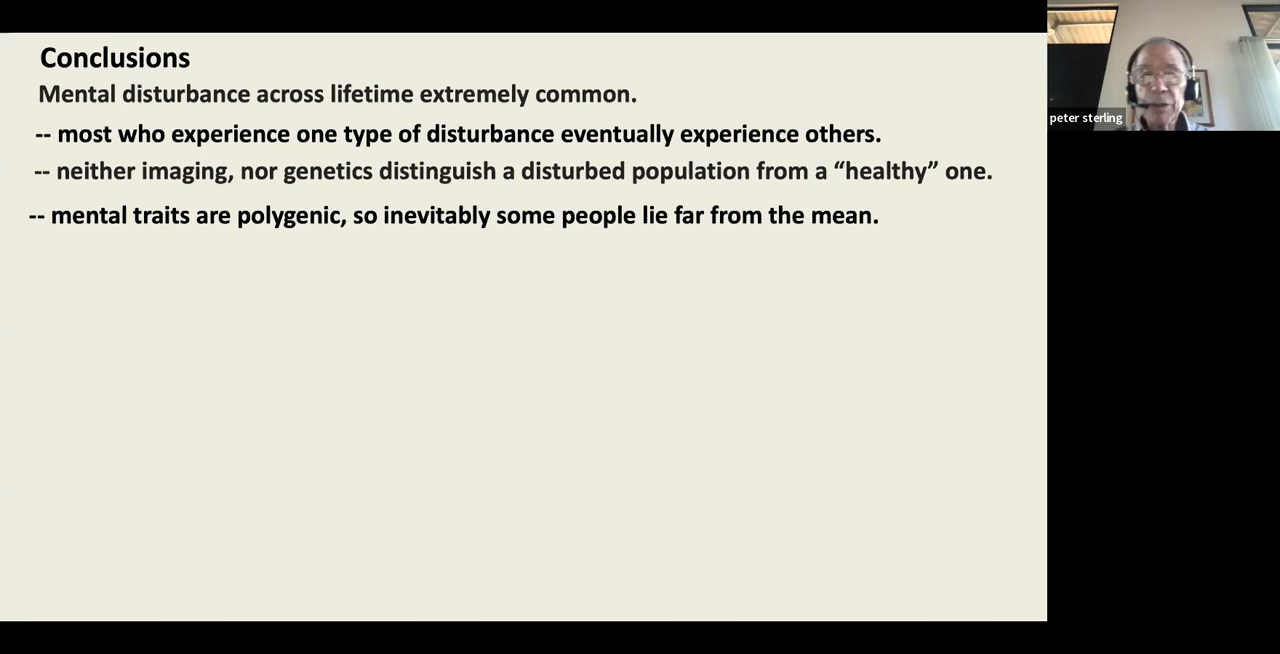 Conclusions
Mental disturbance across lifetime extremely common.
-- most who experience one type of disturbance eventually experience others.
-- neither imaging, nor genetics distinguish a disturbed population from a “healthy” one.
-- mental traits are polygenic, so inevitably some people lie far from the mean.
peter sterling